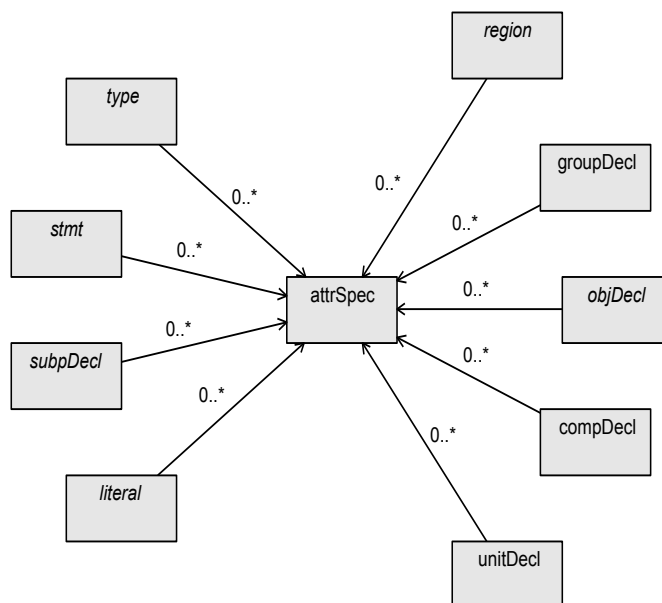 region
type
0..*
0..*
groupDecl
0..*
stmt
0..*
attrSpec
0..*
objDecl
subpDecl
0..*
0..*
0..*
compDecl
0..*
literal
unitDecl